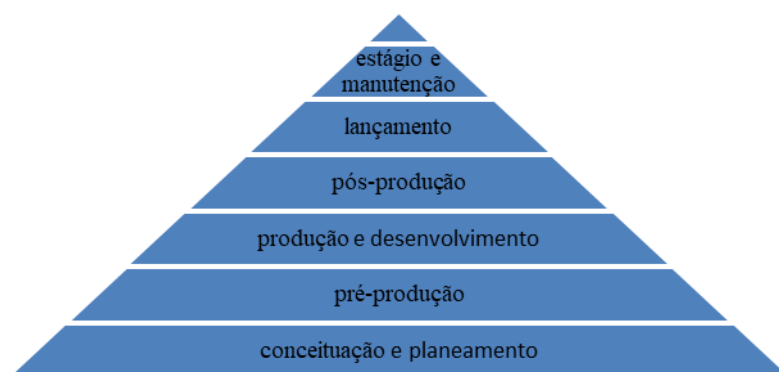 estágio e
manutenção
lançamento
pós-produção
produção e desenvolvimento
pré-produção
conceituação e planeamento